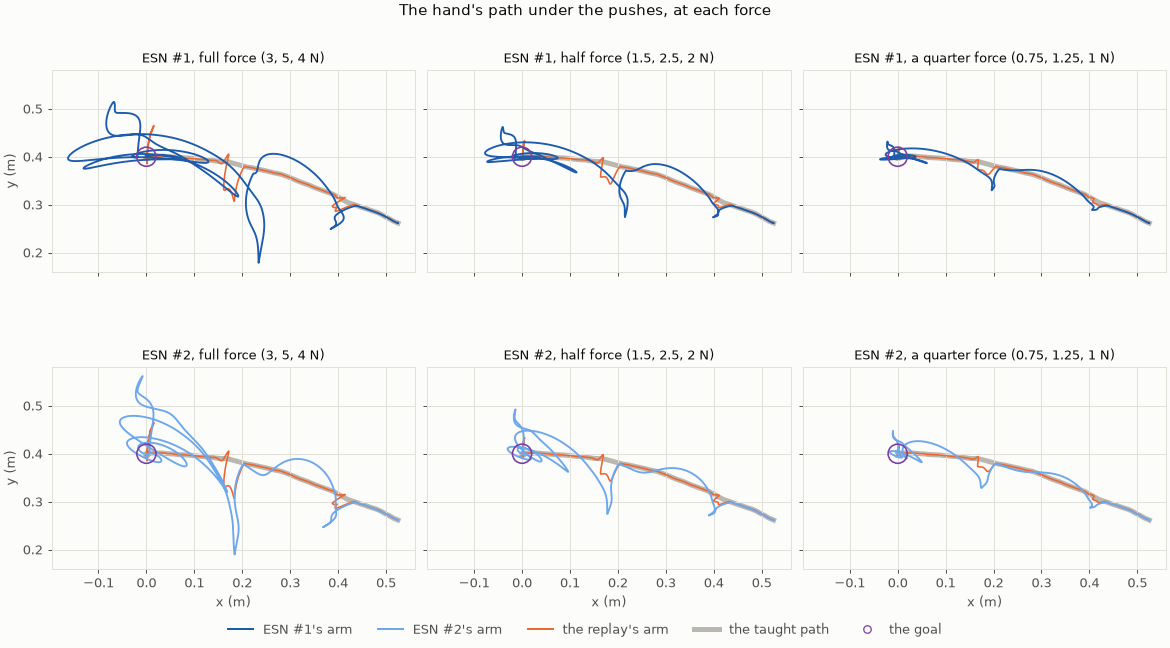 The hand's path under the pushes, at each force
ESN #1, full force (3, 5, 4 N)
ESN #1, half force (1.5, 2.5, 2 N)
ESN #1, a quarter force (0.75, 1.25, 1 N)
y (m)
0.5
0.4
0.3
0.2
ESN #2, full force (3, 5, 4 N)
ESN #2, half force (1.5, 2.5, 2 N)
ESN #2, a quarter force (0.75, 1.25, 1 N)
y (m)
0.5
0.4
0.3
0.2
−0.1 0.0 0.1 0.2 0.3 0.4 0.5
−0.1 0.0 0.1 0.2 0.3 0.4 0.5
−0.1 0.0 0.1 0.2 0.3 0.4 0.5
x (m)
x (m)
x (m)
ESN #1's arm
ESN #2's arm
the replay's arm
the taught path
the goal